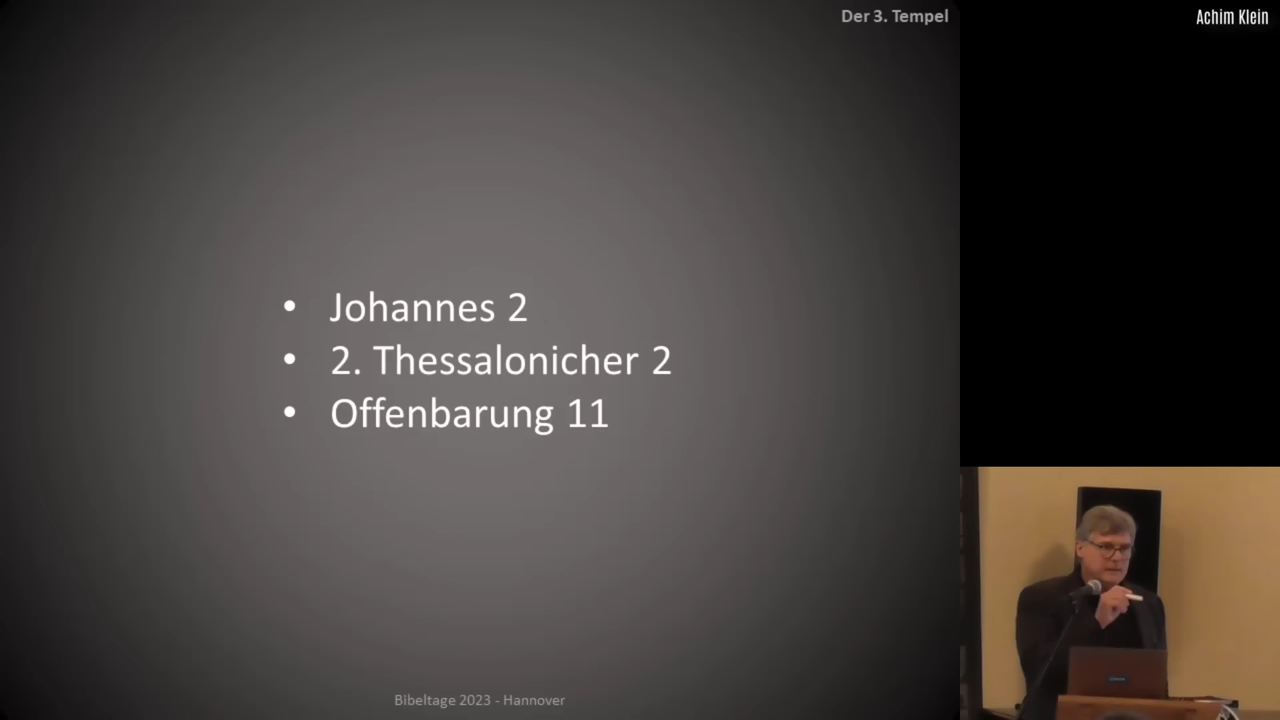 Der 3. Tempel
Achim Klein
• Johannes 2
• 2. Thessalonicher 2
• Offenbarung 11
Bibeltage 2023 - Hannover